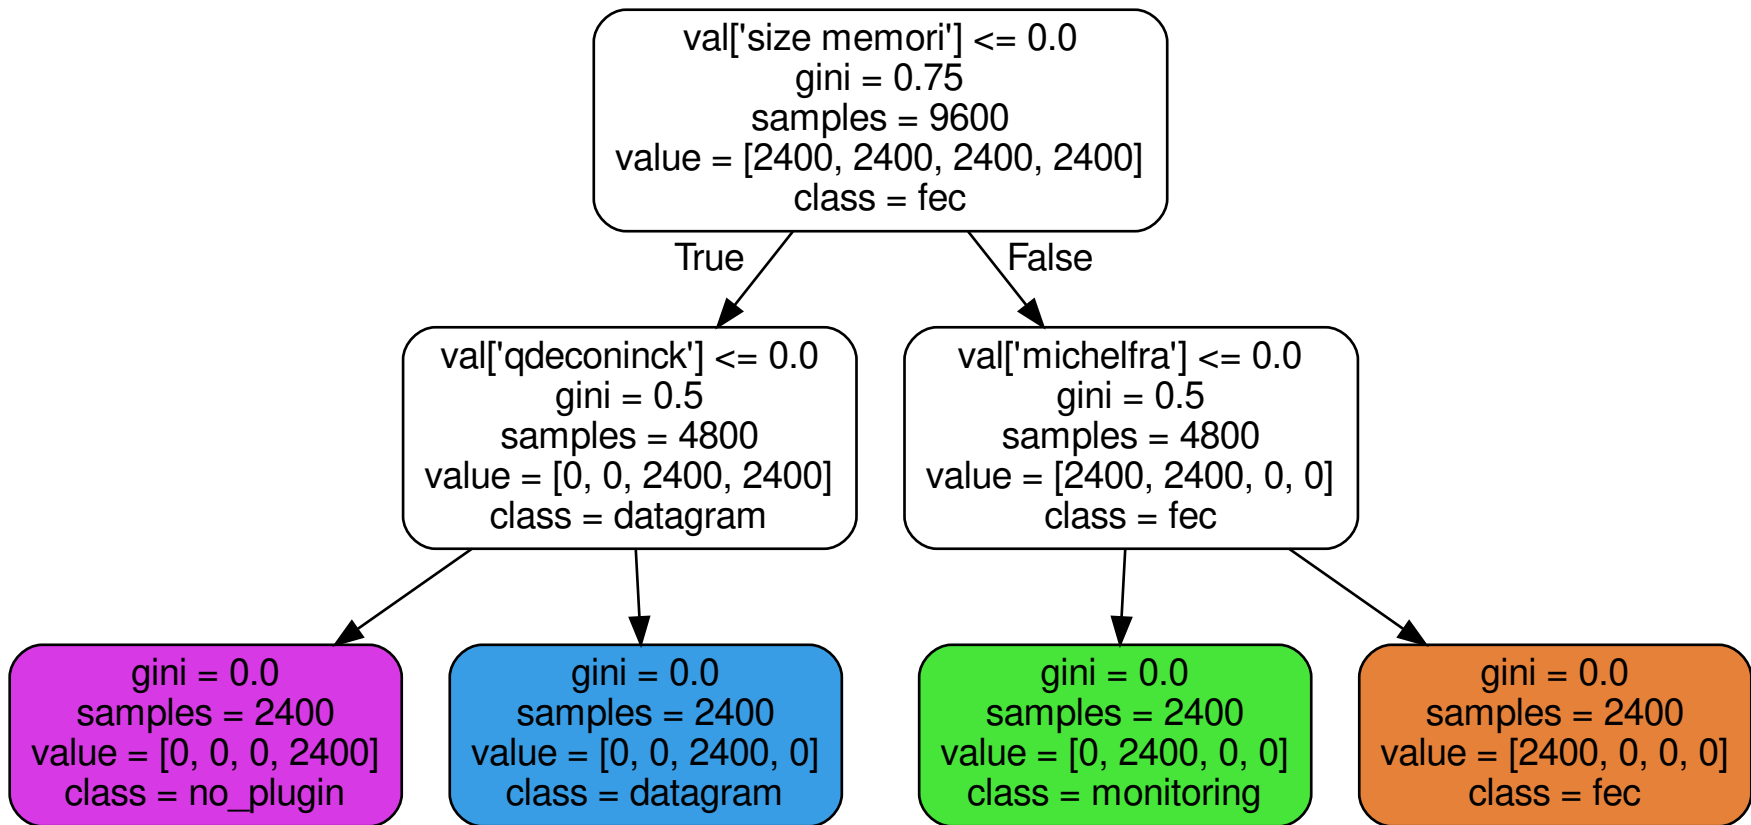 val['size memori'] <= 0.0
gini = 0.75
samples = 9600
value = [2400, 2400, 2400, 2400]
class = fec
True
False
val['qdeconinck'] <= 0.0
gini = 0.5
samples = 4800
value = [0, 0, 2400, 2400]
class = datagram
val['michelfra'] <= 0.0
gini = 0.5
samples = 4800
value = [2400, 2400, 0, 0]
class = fec
gini = 0.0
samples = 2400
value = [0, 0, 0, 2400]
class = no_plugin
gini = 0.0
samples = 2400
value = [0, 0, 2400, 0]
class = datagram
gini = 0.0
samples = 2400
value = [0, 2400, 0, 0]
class = monitoring
gini = 0.0
samples = 2400
value = [2400, 0, 0, 0]
class = fec